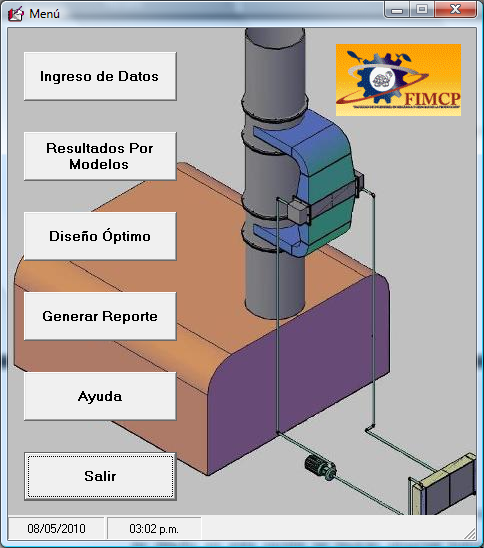 Menú
Ingreso de Datos
FIMCP
Resultados Por
Modelos
Diseño Óptimo
Generar Reporte
Ayuda
Salir
08/05/2010
03:02 p.m.